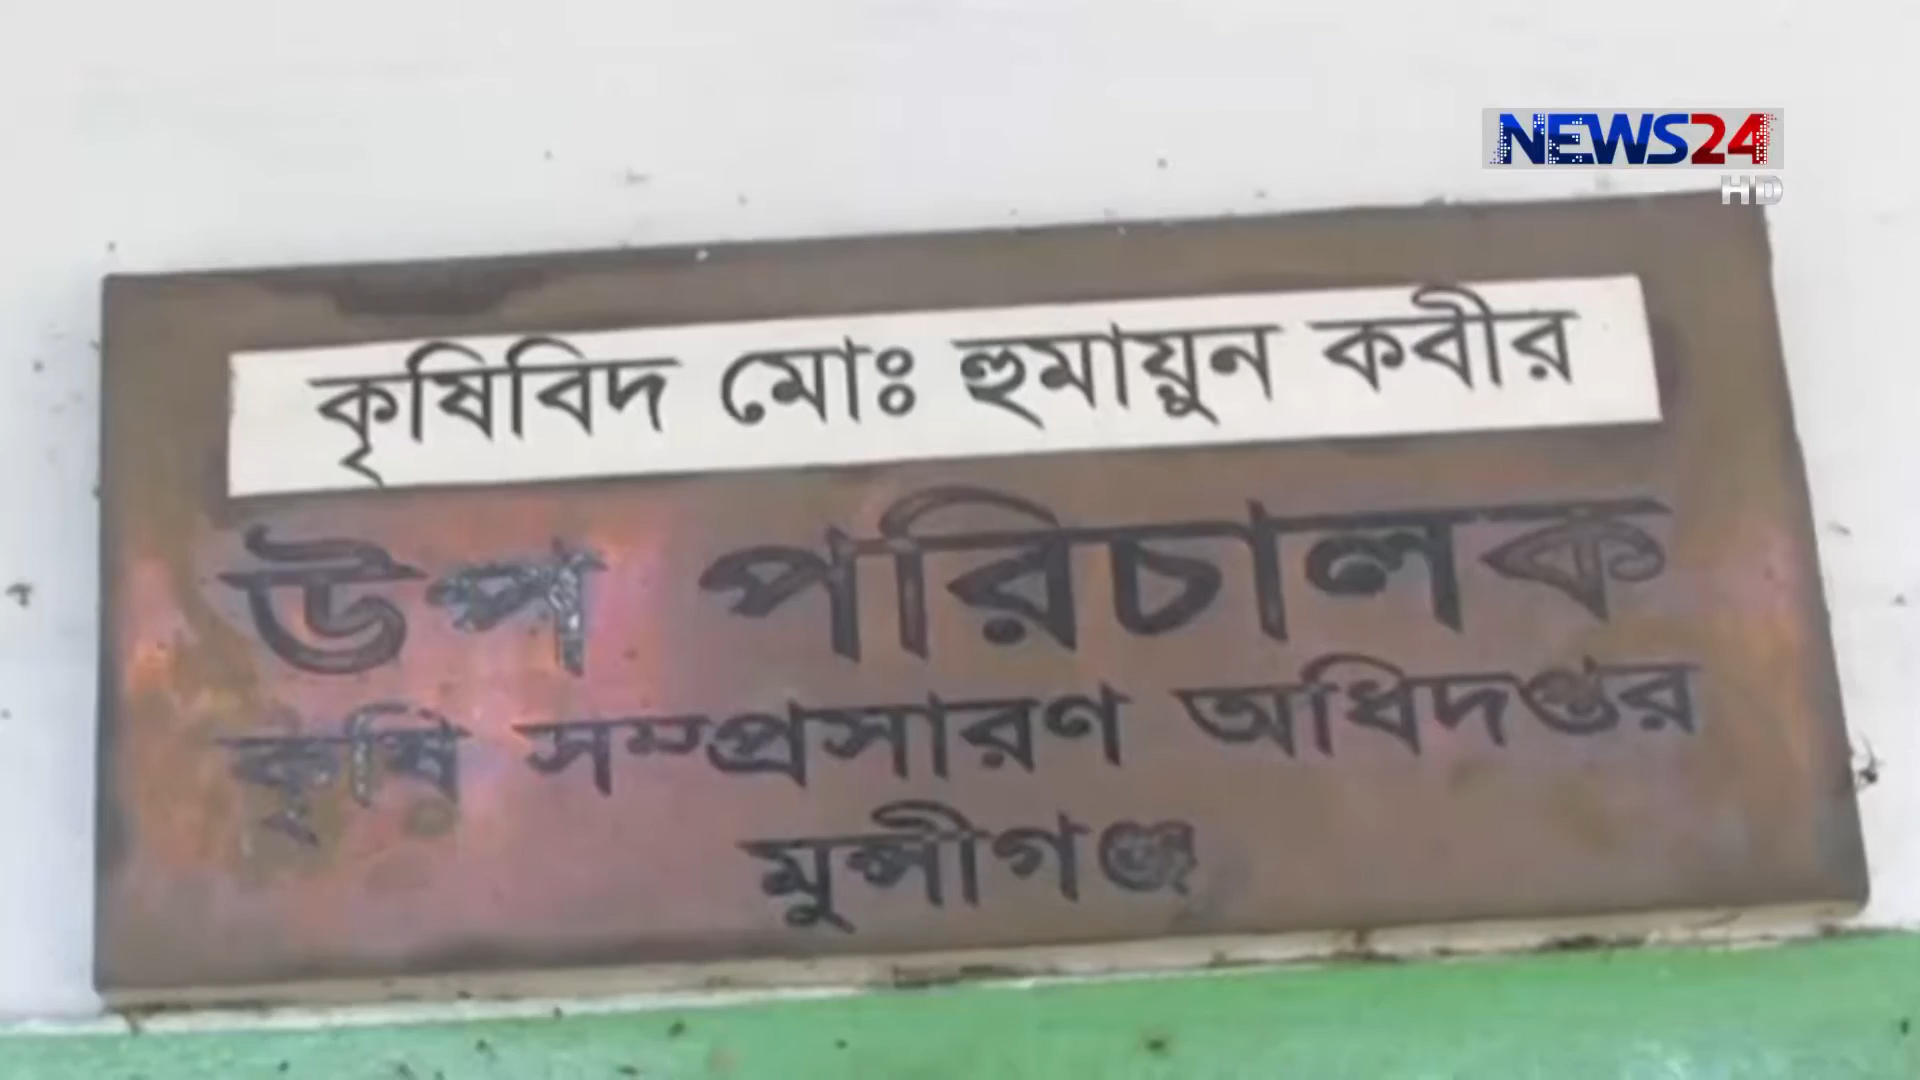 NEWS24
HD
কৃষিবিদ মোঃ হুমায়ুন কবীর
উপ পরিচালক
কৃষি সম্প্রসারণ অধিদপ্তর
মুন্সীগঞ্জ